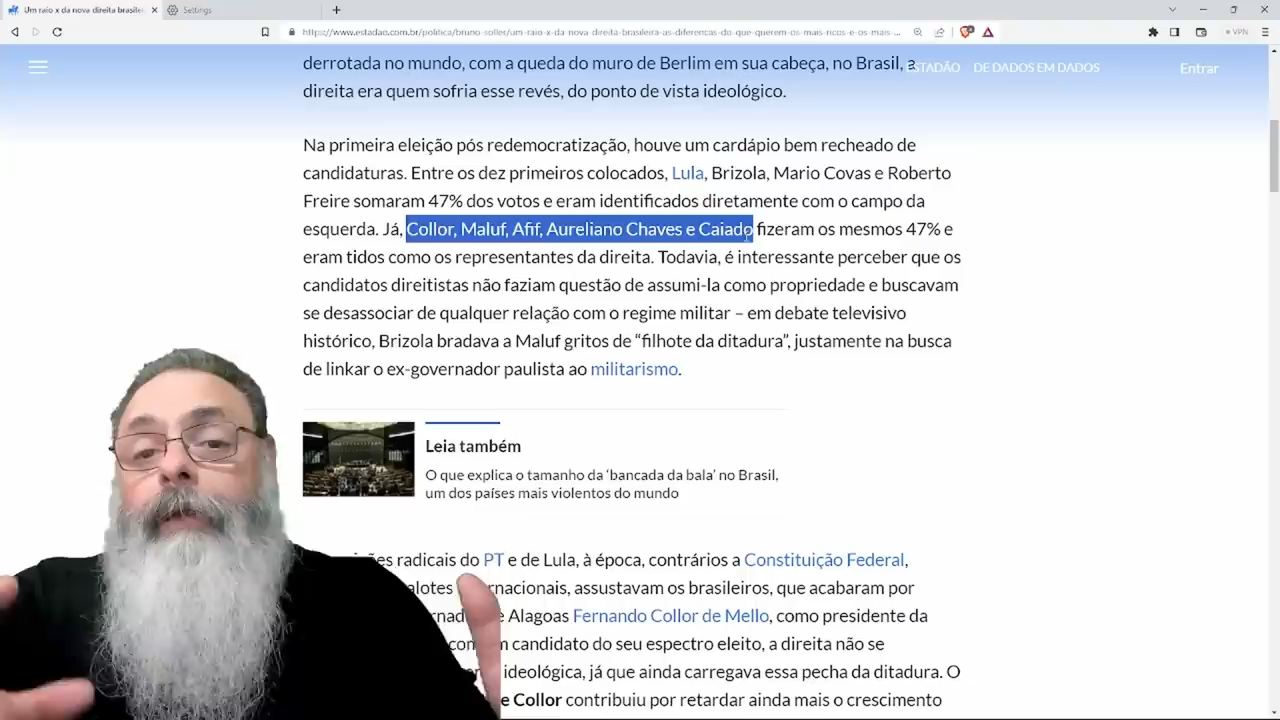 Um raio x da nova direita brasilei
Settings
https://www.estadao.com.br/politica/bruno-soller/um-raio-x-da-nova-direita-brasileira-as-diferencas-do-que-querem-os-mais-ricos-e-os-mais-...
VPN
derrotada no mundo, com a queda do muro de Berlim em sua cabeça, no Brasil, a
ESTADÃO
DE DADOS EM DADOS
Entrar
direita era quem sofria esse revés, do ponto de vista ideológico.
Na primeira eleição pós redemocratização, houve um cardápio bem recheado de
candidaturas. Entre os dez primeiros colocados, Lula, Brizola, Mario Covas e Roberto
Freire somaram 47% dos votos e eram identificados diretamente com o campo da
esquerda. Já, Collor, Maluf, Afif, Aureliano Chaves e Caiado fizeram os mesmos 47% e
eram tidos como os representantes da direita. Todavia, é interessante perceber que os
candidatos direitistas não faziam questão de assumi-la como propriedade e buscavam
se desassociar de qualquer relação com o regime militar – em debate televisivo
histórico, Brizola bradava a Maluf gritos de “filhote da ditadura”, justamente na busca
de linkar o ex-governador paulista ao militarismo.
Leia também
O que explica o tamanho da ‘bancada da bala’ no Brasil,
um dos países mais violentos do mundo
radicais do PT e de Lula, à época, contrários a Constituição Federal,
assustavam os brasileiros, que acabaram por
Alagoas Fernando Collor de Mello, como presidente da
candidato do seu espectro eleito, a direita não se
ideológica, já que ainda carregava essa pecha da ditadura. O
e Collor contribuiu por retardar ainda mais o crescimento